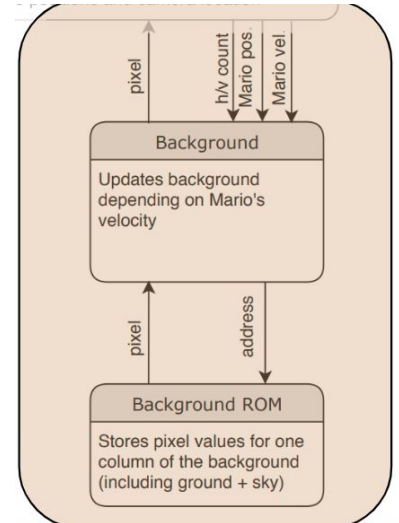 pixel
h/v count
Mario pos.
Mario vel.
Background
Updates background
depending on Mario's
velocity
pixel
address
Background ROM
Stores pixel values for one
column of the background
(including ground + sky)